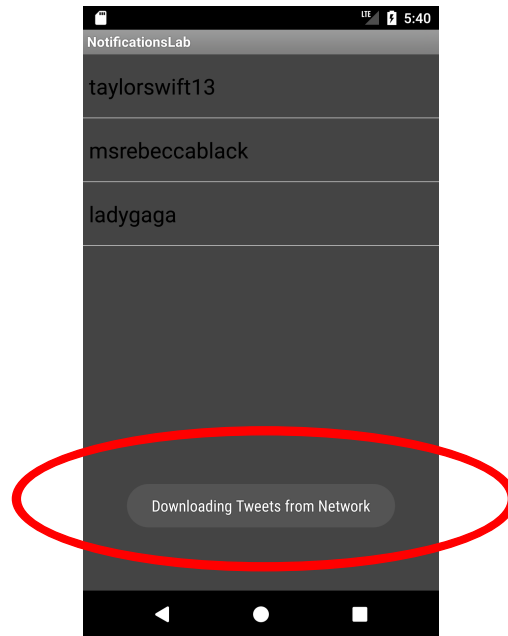 LTE 5:40
NotificationsLab
taylorswift13
msrebeccablack
ladygaga
Downloading Tweets from Network